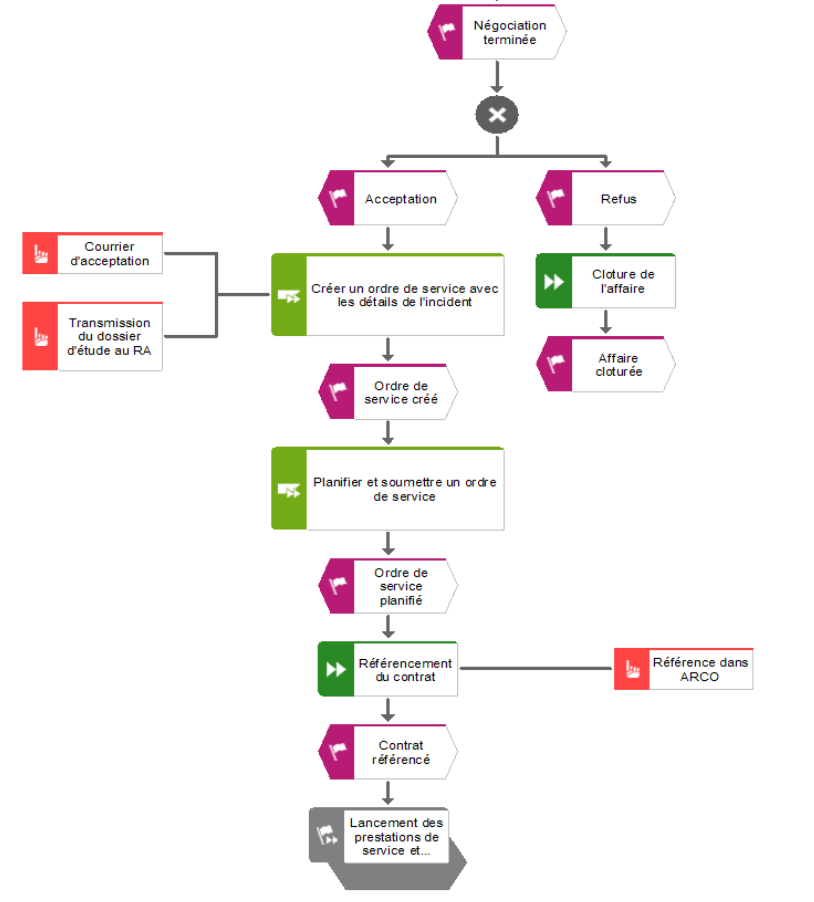 Négociation
terminée
Acceptation
Refus
Courrier
d'acceptation
Créer un ordre de service avec
les détails de l'incident
Cloture de
l'affaire
Transmission
du dossier
d'étude au RA
Affaire
cloturée
Ordre de
service créé
Planifier et soumettre un ordre
de service
Ordre de
service
planifié
Référencement
du contrat
Référence dans
ARCO
Contrat
référencé
Lancement des
prestations de
service et...